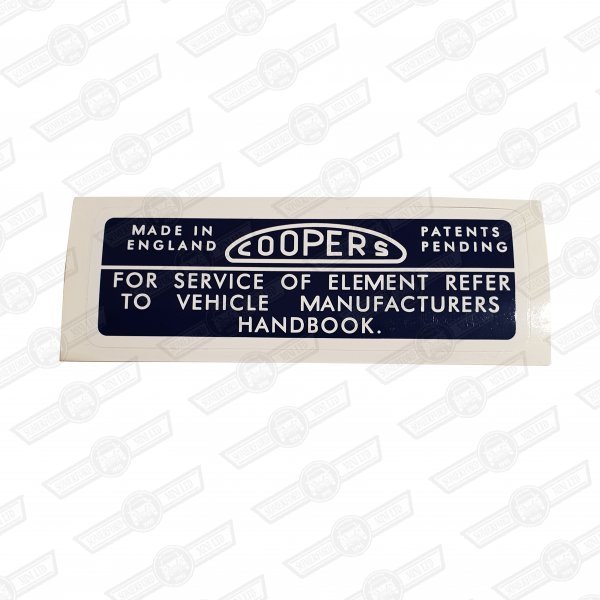 MADE IN
ENGLAND
COOPERS
PATENTS
PENDING
FOR SERVICE OF ELEMENT REFER
TO VEHICLE MANUFACTURERS
HANDBOOK.